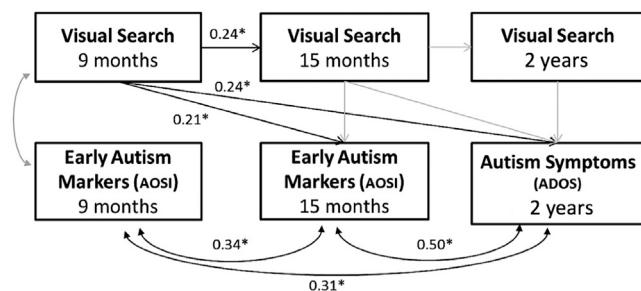 Visual Search
9 months
0.24*
Visual Search
15 months
Visual Search
2 years
0.24*
0.21*
Early Autism
Markers (AOSI)
9 months
Early Autism
Markers (AOSI)
15 months
Autism Symptoms
(ADOS)
2 years
0.34*
0.50*
0.31*